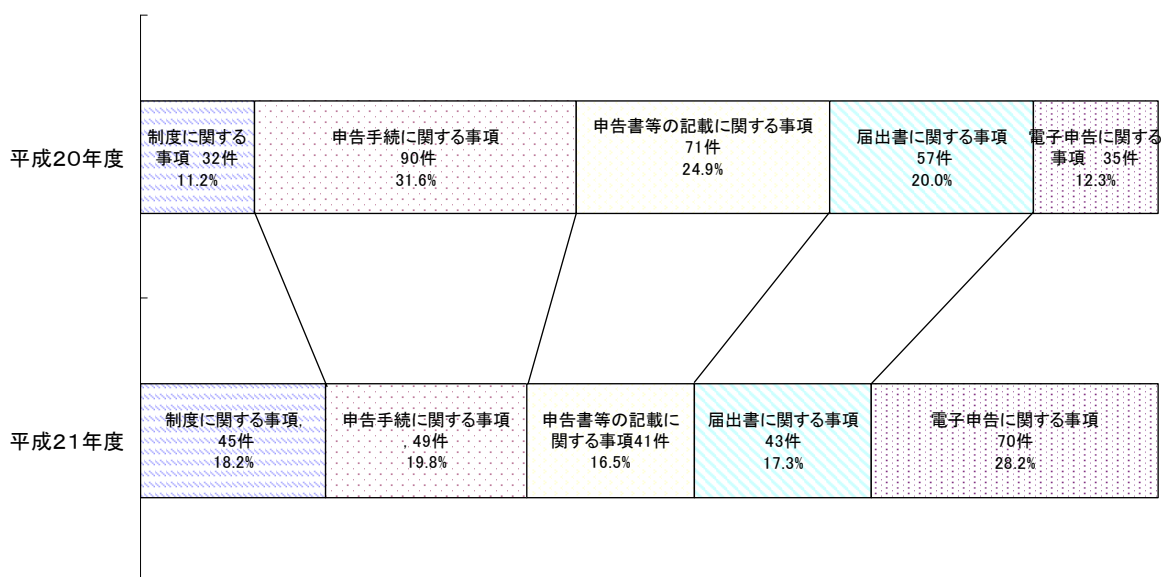 平成20年度
制度に関する
事項 32件
11.2%
申告手続に関する事項
90件
31.6%
申告書等の記載に関する事項
71件
24.9%
届出書に関する事項
57件
20.0%
電子申告に関する
事項 35件
12.3%
平成21年度
制度に関する事項,
45件
18.2%
申告手続に関する事項
, 49件
19.8%
申告書等の記載に
関する事項41件
16.5%
届出書に関する事項
43件
17.3%
電子申告に関する事項
70件
28.2%